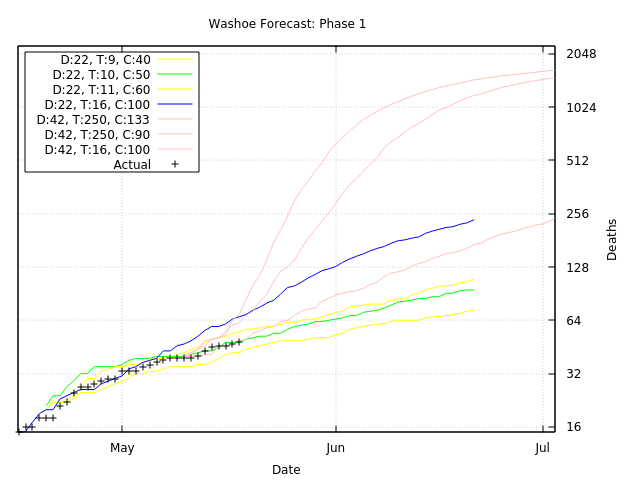 Washoe Forecast: Phase 1
D:22, T:9, C:40
D:22, T:10, C:50
D:22, T:11, C:60
D:22, T:16, C:100
D:42, T:250, C:133
D:42, T:250, C:90
D:42, T:16, C:100
Actual
2048
1024
512
256
128
64
32
16
Deaths
May Jun Jul
Date